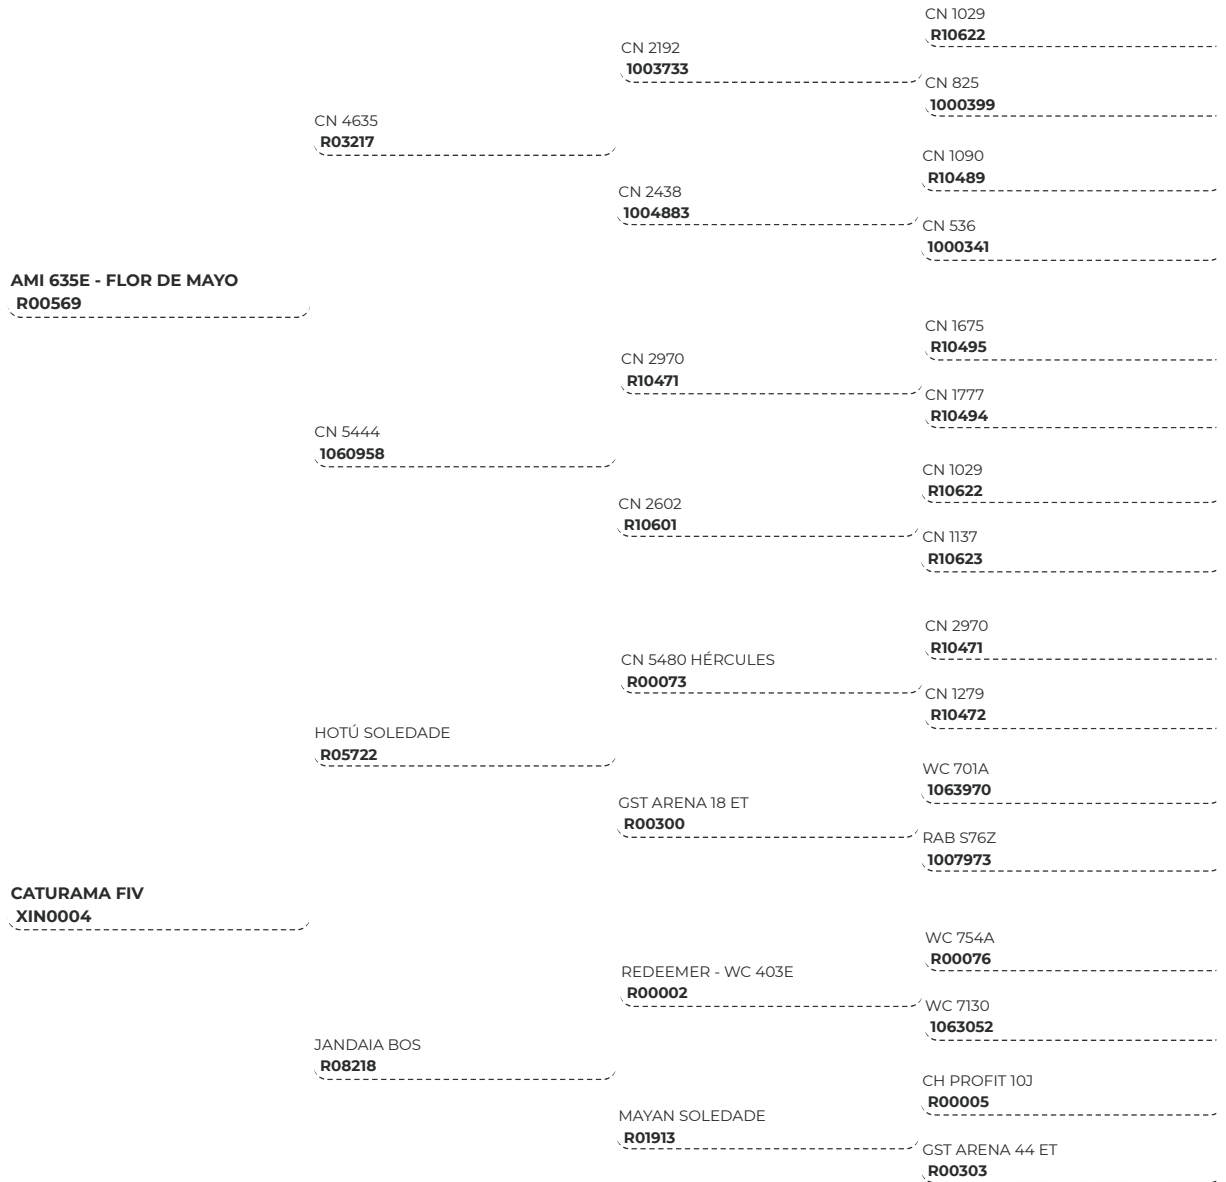 CN 1029
R10622
CN 2192
1003733
CN 825
1000399
CN 4635
R03217
CN 1090
R10489
CN 2438
1004883
CN 536
1000341
AMI 635E - FLOR DE MAYO
R00569
CN 1675
R10495
CN 2970
R10471
CN 1777
R10494
CN 5444
1060958
CN 1029
R10622
CN 2602
R10601
CN 1137
R10623
CN 2970
R10471
CN 5480 HÉRCULES
R00073
CN 1279
R10472
HOTÚ SOLEDADE
R05722
WC 701A
1063970
GST ARENA 18 ET
R00300
RAB S76Z
1007973
CATURAMA FIV
XIN0004
WC 754A
R00076
REDEEMER - WC 403E
R00002
WC 7130
1063052
JANDAIA BOS
R08218
CH PROFIT 10J
R00005
MAYAN SOLEDADE
R01913
GST ARENA 44 ET
R00303